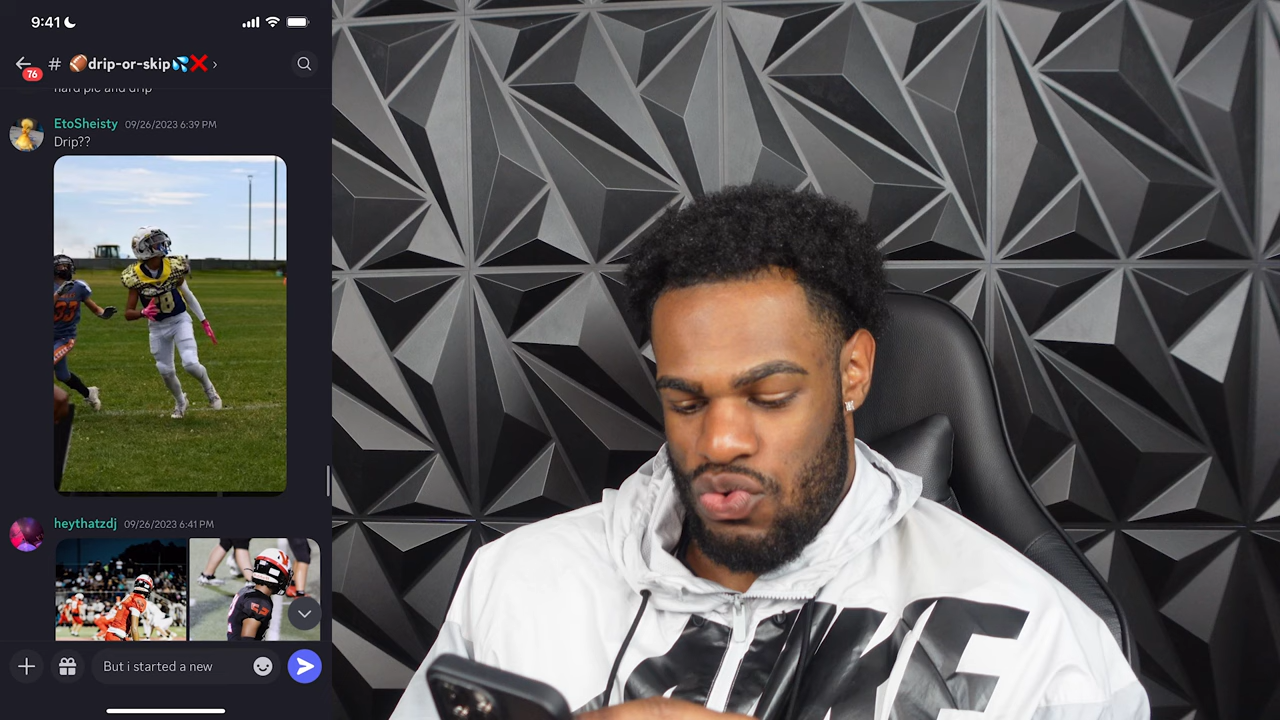 9:41
76
# 🏈drip-or-skip💦❌ ›
hard pic and drip
EtoSheisty 09/26/2023 6:39 PM
Drip??
8
heythatzdj 09/26/2023 6:41 PM
But i started a new